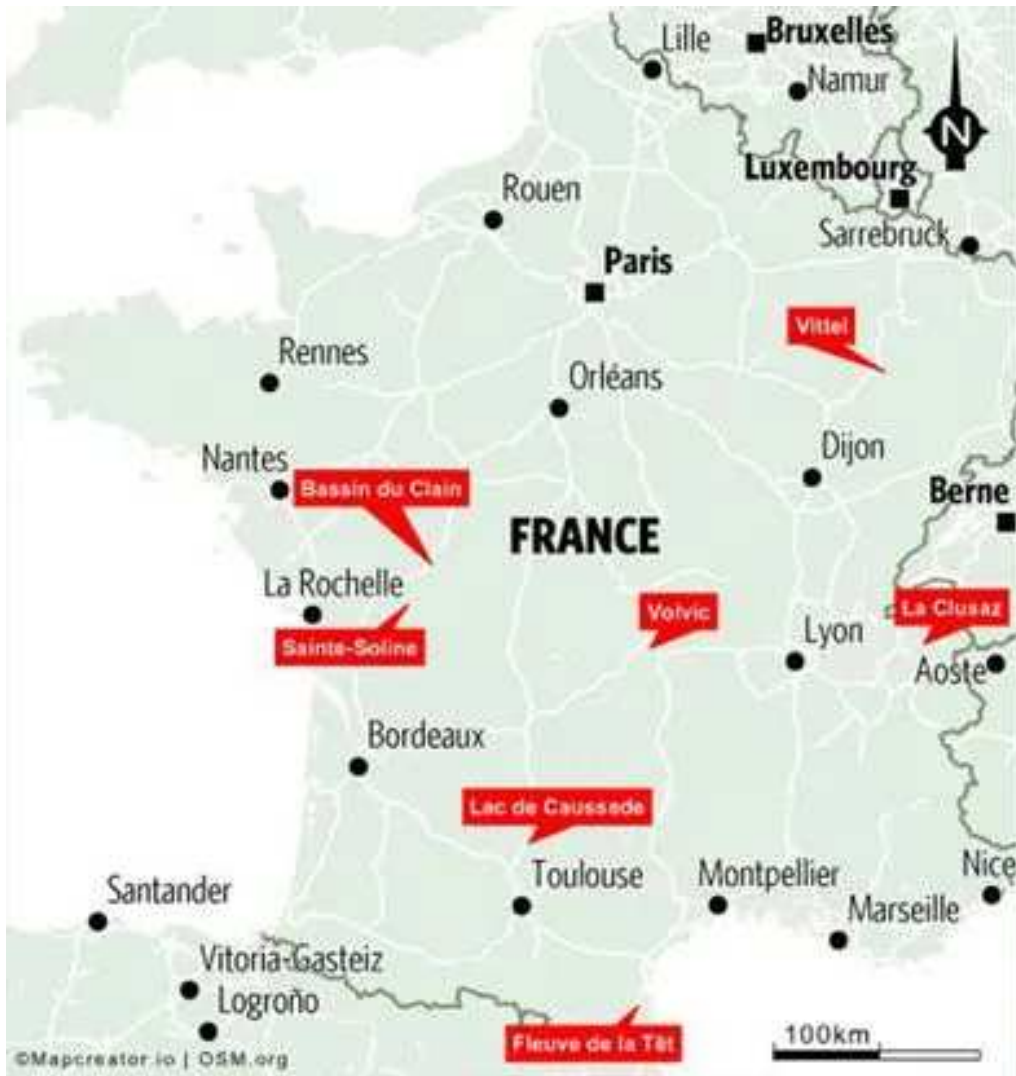 Lille
Bruxelles
Namur
N
Luxembourg
Rouen
Sarrebruck
Paris
Vittel
Rennes
Orléans
Nantes
Bassin du Clain
Dijon
Berne
FRANCE
La Rochelle
Sainte-Soline
Volvic
La Clusaz
Lyon
Aoste
Bordeaux
Lac de Caussade
Santander
Toulouse
Montpellier
Nice
Marseille
Vitoria-Gasteiz
Logroño
Fleuve de la Têt
100km
©Mapcreator.io | OSM.org